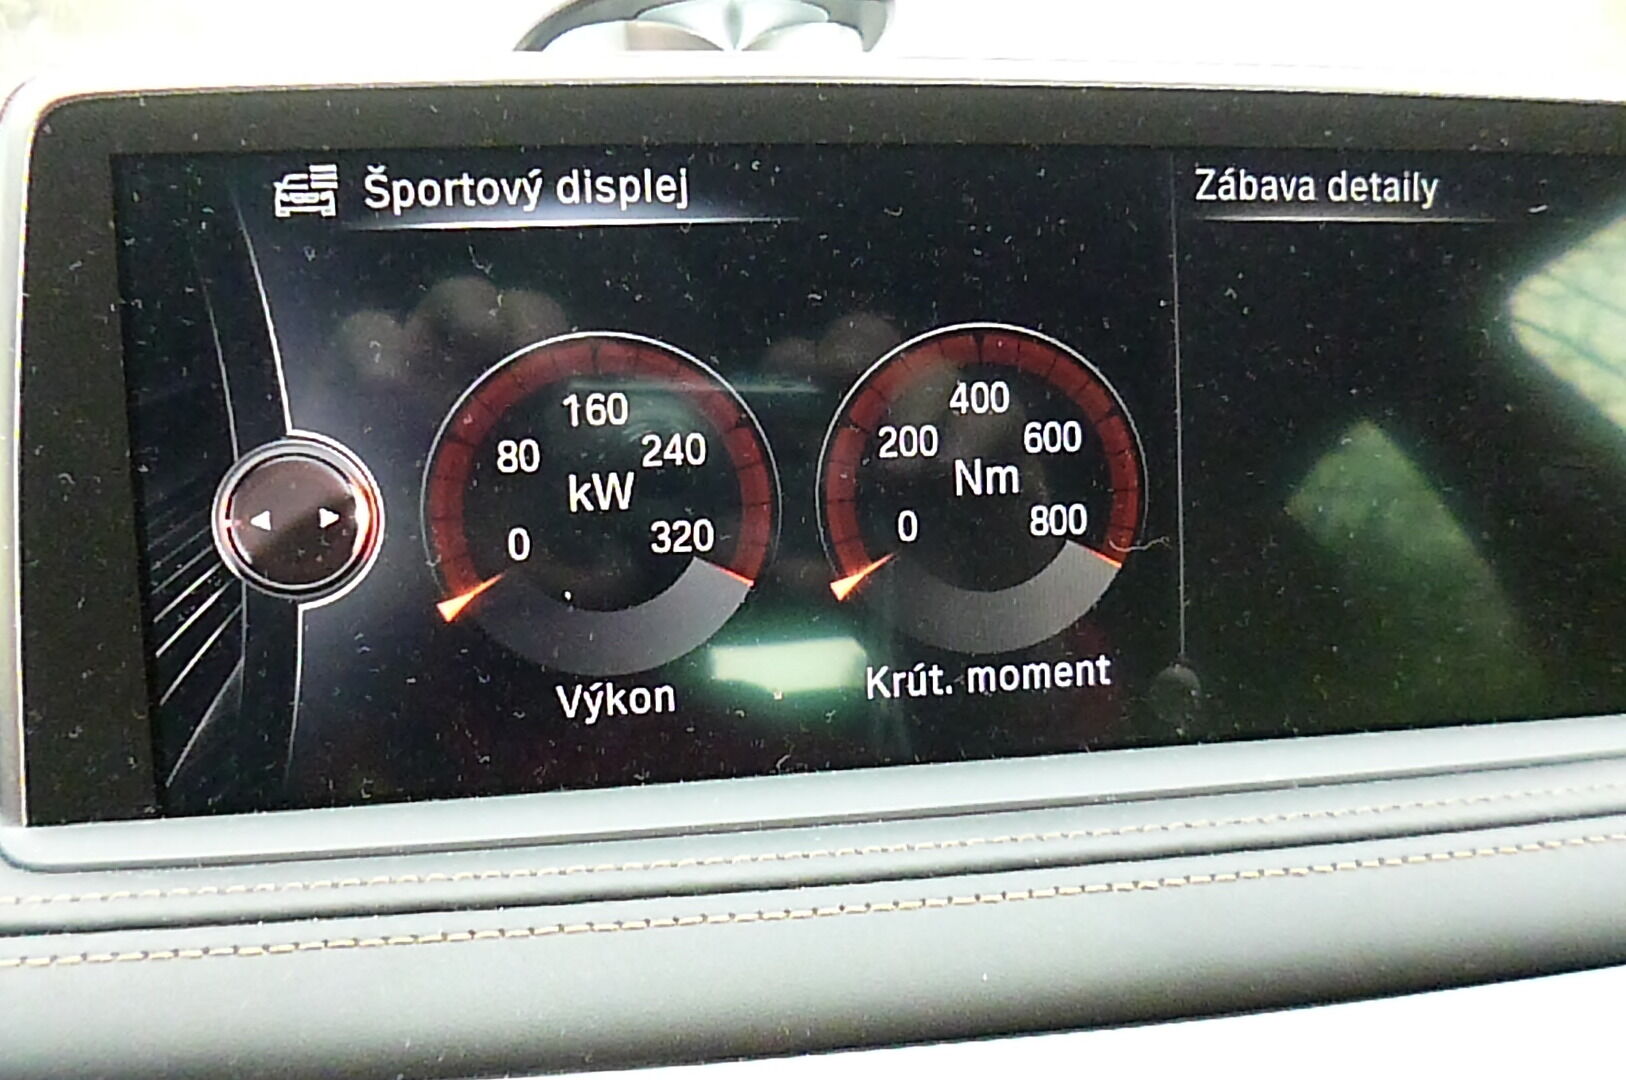 Športový displej
Zábava detaily
0
80
160
240
320
kW
Výkon
0
200
400
600
800
Nm
Krút. moment